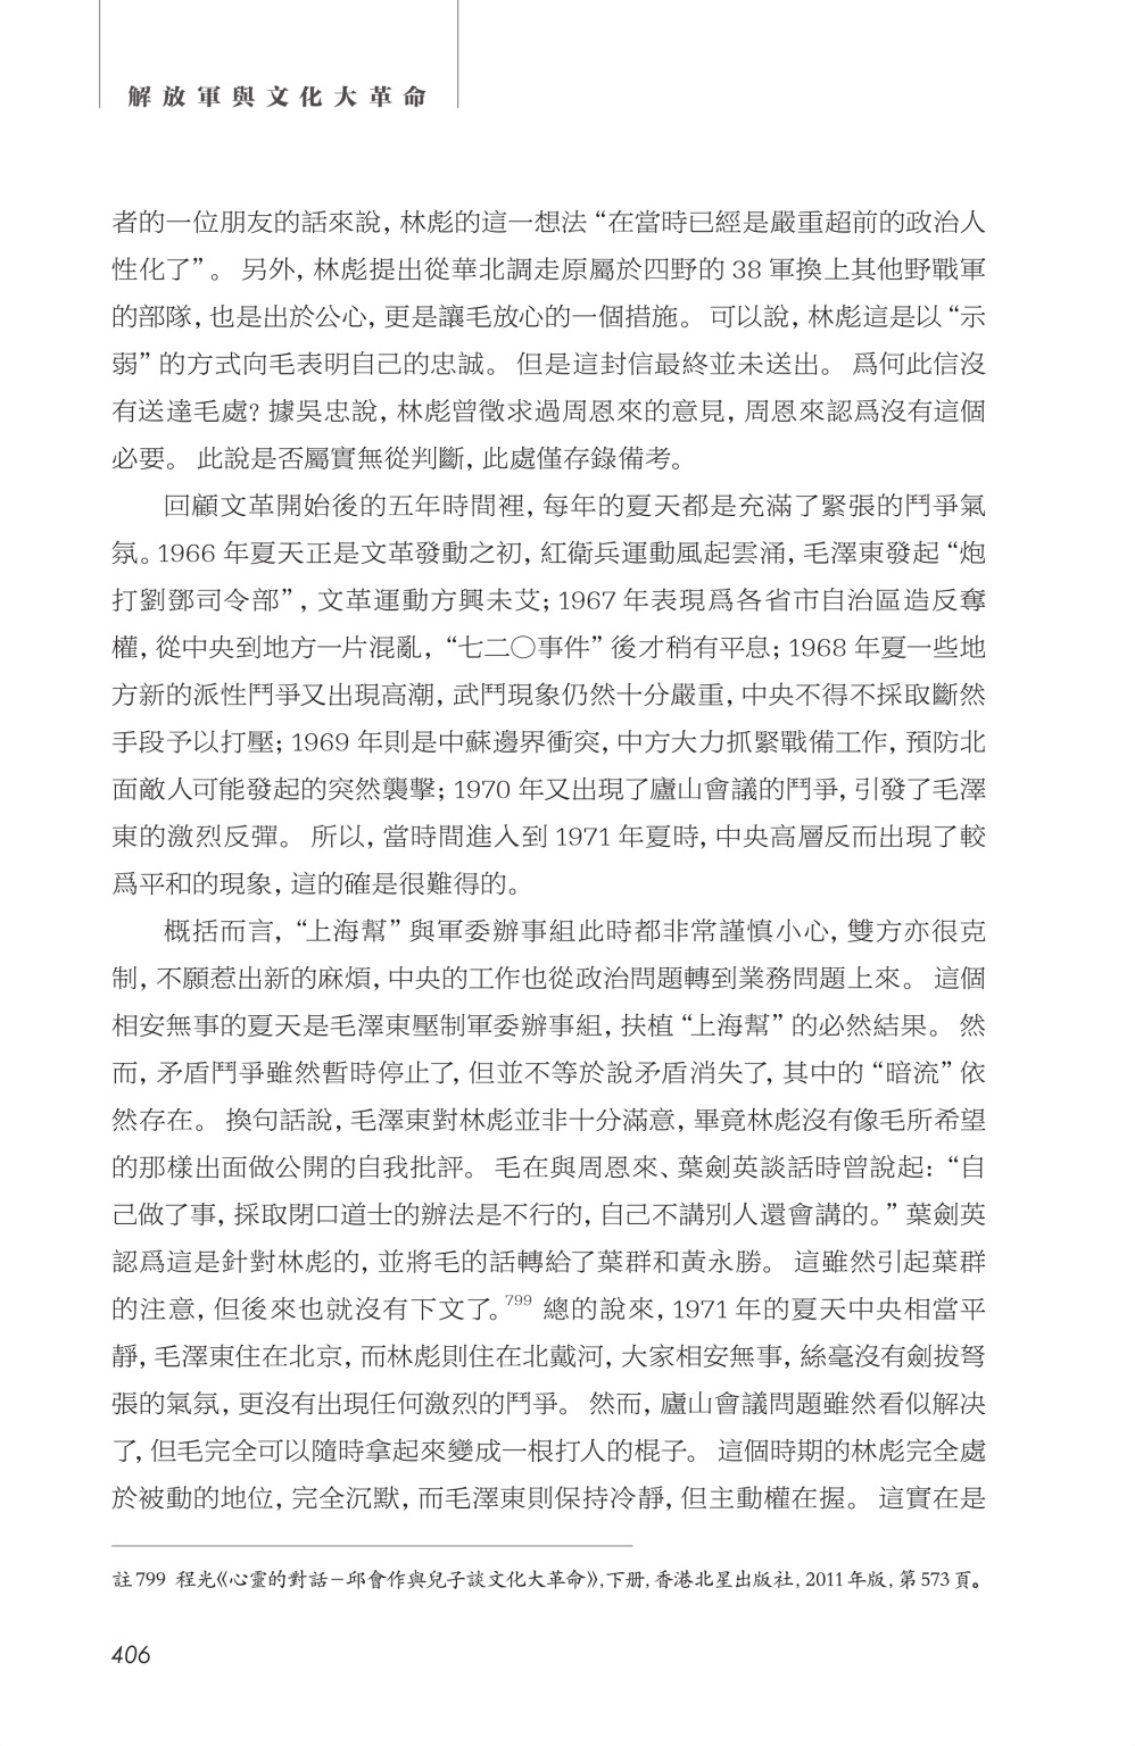 解放軍與文化大革命
者的一位朋友的話來說, 林彪的這一想法 “在當時已經是嚴重超前的政治人
性化了”。 另外, 林彪提出從華北調走原屬於四野的 38 軍換上其他野戰軍
的部隊, 也是出於公心, 更是讓毛放心的一個措施。 可以說, 林彪這是以 “示
弱” 的方式向毛表明自己的忠誠。 但是這封信最終並未送出。 爲何此信沒
有送達毛處? 據吳忠說, 林彪曾徵求過周恩來的意見, 周恩來認爲沒有這個
必要。 此說是否屬實無從判斷, 此處僅存錄備考。
回顧文革開始後的五年時間裡, 每年的夏天都是充滿了緊張的鬥爭氣
氛。1966 年夏天正是文革發動之初, 紅衛兵運動風起雲涌, 毛澤東發起 “炮
打劉鄧司令部”, 文革運動方興未艾; 1967 年表現爲各省市自治區造反奪
權, 從中央到地方一片混亂, “七二〇事件” 後才稍有平息; 1968 年夏一些地
方新的派性鬥爭又出現高潮, 武鬥現象仍然十分嚴重, 中央不得不採取斷然
手段予以打壓; 1969 年則是中蘇邊界衝突, 中方大力抓緊戰備工作, 預防北
面敵人可能發起的突然襲擊; 1970 年又出現了廬山會議的鬥爭, 引發了毛澤
東的激烈反彈。 所以, 當時間進入到 1971 年夏時, 中央高層反而出現了較
爲平和的現象, 這的確是很難得的。
概括而言, “上海幫” 與軍委辦事組此時都非常謹慎小心, 雙方亦很克
制, 不願惹出新的麻煩, 中央的工作也從政治問題轉到業務問題上來。 這個
相安無事的夏天是毛澤東壓制軍委辦事組, 扶植 “上海幫” 的必然結果。 然
而, 矛盾鬥爭雖然暫時停止了, 但並不等於說矛盾消失了, 其中的 “暗流” 依
然存在。 換句話說, 毛澤東對林彪並非十分滿意, 畢竟林彪沒有像毛所希望
的那樣出面做公開的自我批評。 毛在與周恩來、葉劍英談話時曾說起: “自
己做了事, 採取閉口道士的辦法是不行的, 自己不講別人還會講的。” 葉劍英
認爲這是針對林彪的, 並將毛的話轉給了葉群和黃永勝。 這雖然引起葉群
的注意, 但後來也就沒有下文了。799 總的說來, 1971 年的夏天中央相當平
靜, 毛澤東住在北京, 而林彪則住在北戴河, 大家相安無事, 絲毫沒有劍拔弩
張的氣氛, 更沒有出現任何激烈的鬥爭。 然而, 廬山會議問題雖然看似解決
了, 但毛完全可以隨時拿起來變成一根打人的棍子。 這個時期的林彪完全處
於被動的地位, 完全沉默, 而毛澤東則保持冷靜, 但主動權在握。 這實在是
註 799 程光《心靈的對話－邱會作與兒子談文化大革命》, 下册, 香港北星出版社, 2011 年版, 第 573 頁。
406